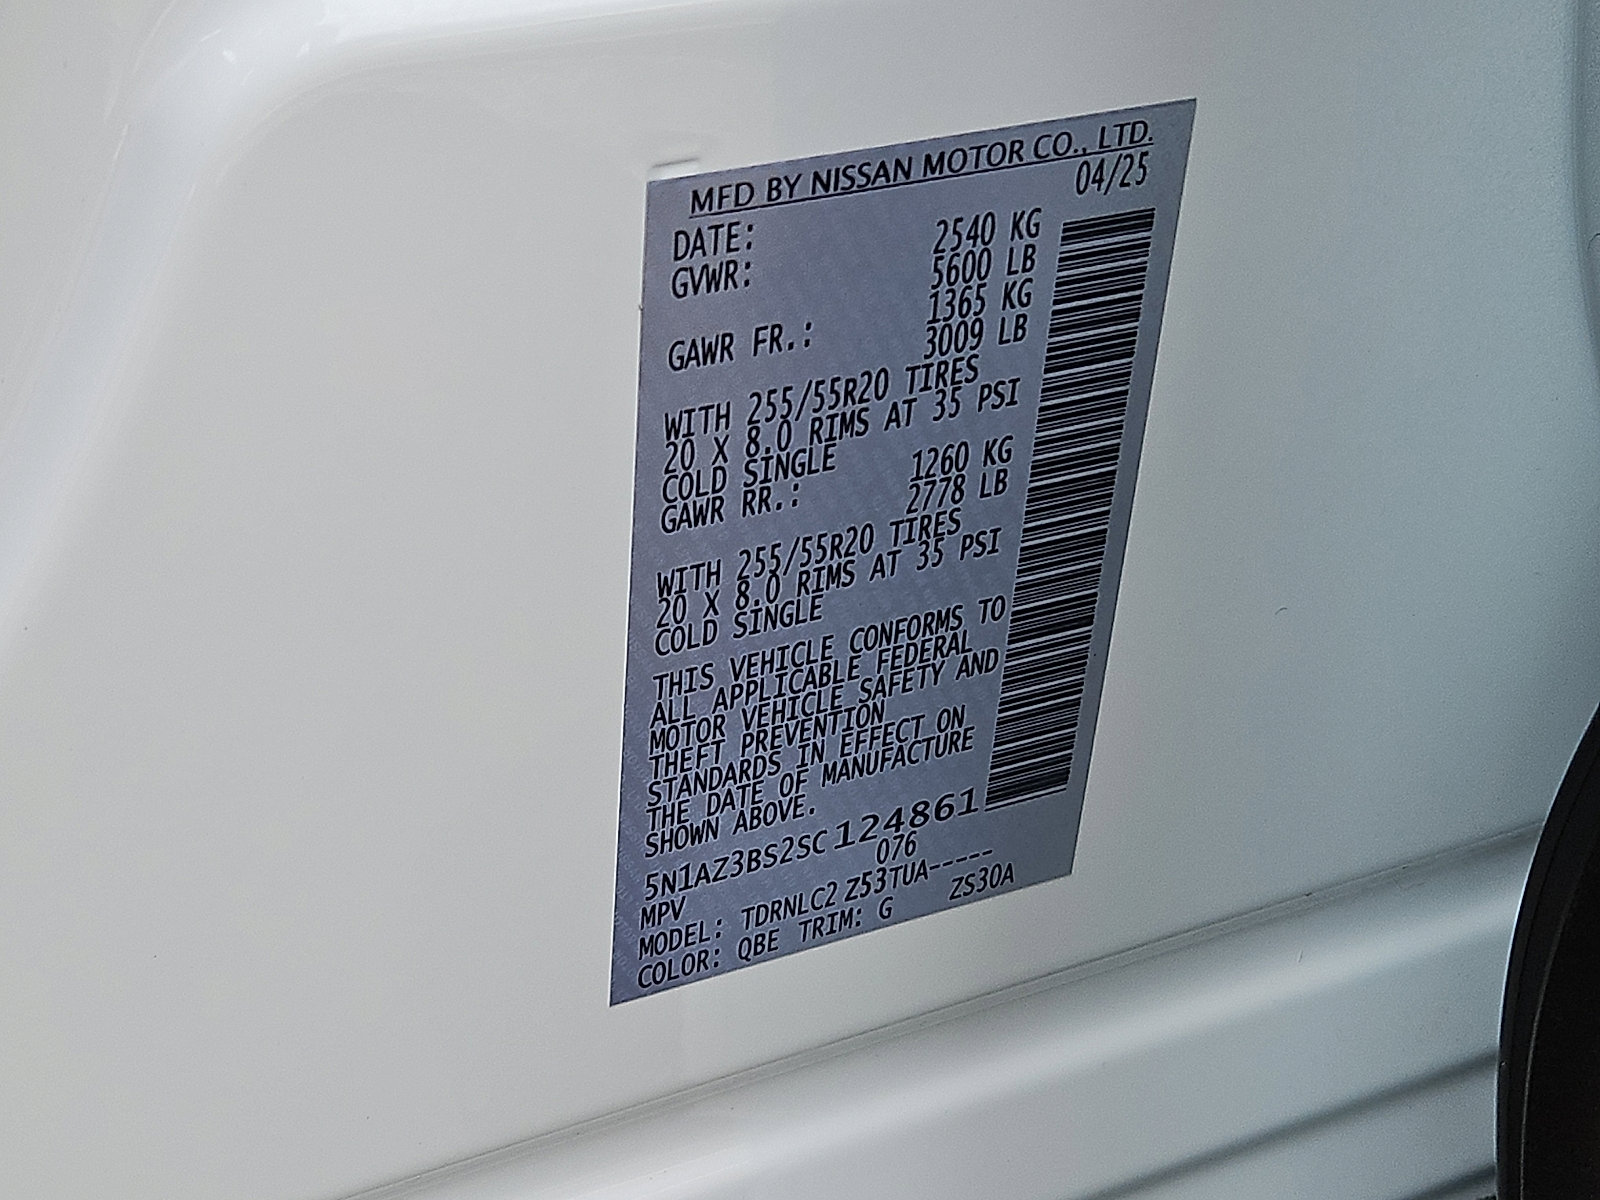 MFD BY NISSAN MOTOR CO., LTD.
DATE: 04/25
GVWR: 2540 KG
5600 LB
GAWR FR.: 1365 KG
3009 LB
WITH 255/55R20 TIRES
20 X 8.0 RIMS AT 35 PSI
COLD SINGLE
GAWR RR.: 1260 KG
2778 LB
WITH 255/55R20 TIRES
20 X 8.0 RIMS AT 35 PSI
COLD SINGLE
THIS VEHICLE CONFORMS TO
ALL APPLICABLE FEDERAL
MOTOR VEHICLE SAFETY AND
THEFT PREVENTION
STANDARDS IN EFFECT ON
THE DATE OF MANUFACTURE
SHOWN ABOVE.
5N1AZ3BS2SC124861
MPV 076
MODEL: TDRNLC2 Z53TUA-----
COLOR: QBE TRIM: G ZS30A